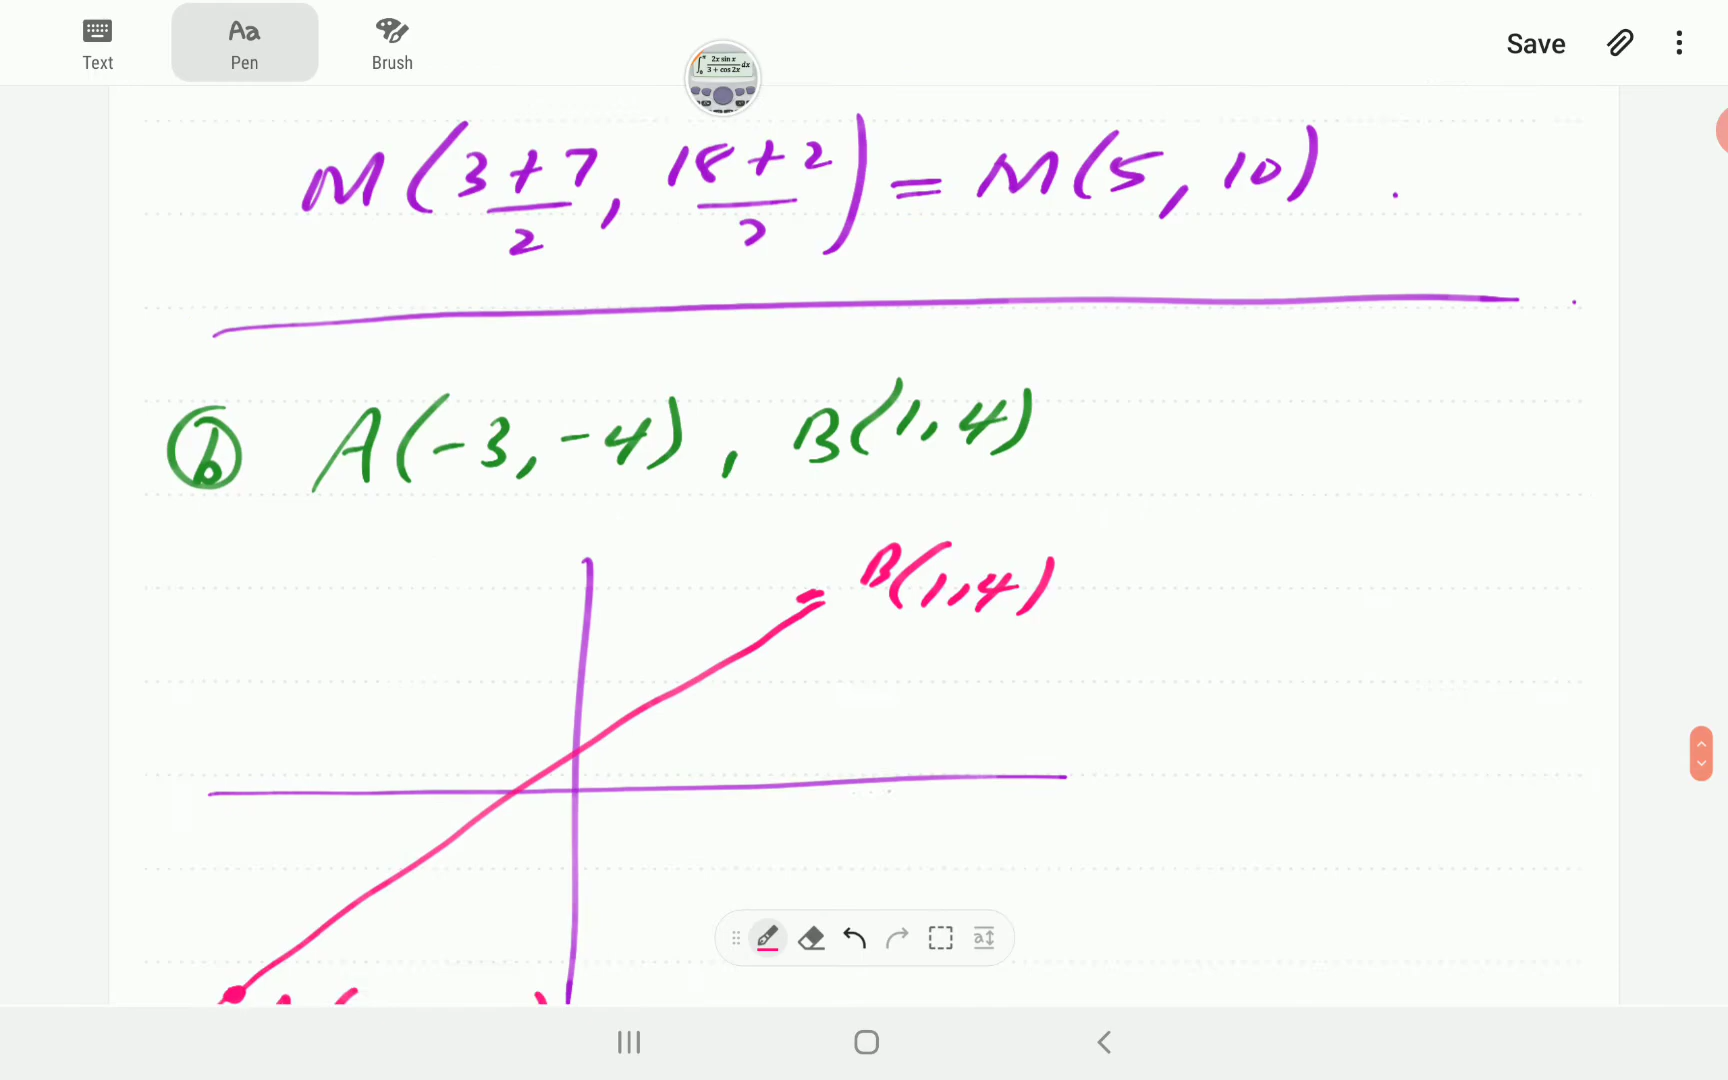 Text
Pen
Brush
Save
M(3+7/2, 18+2/2) = M(5, 10).
ⓑ A(-3, -4), B(1, 4)
B(1, 4)